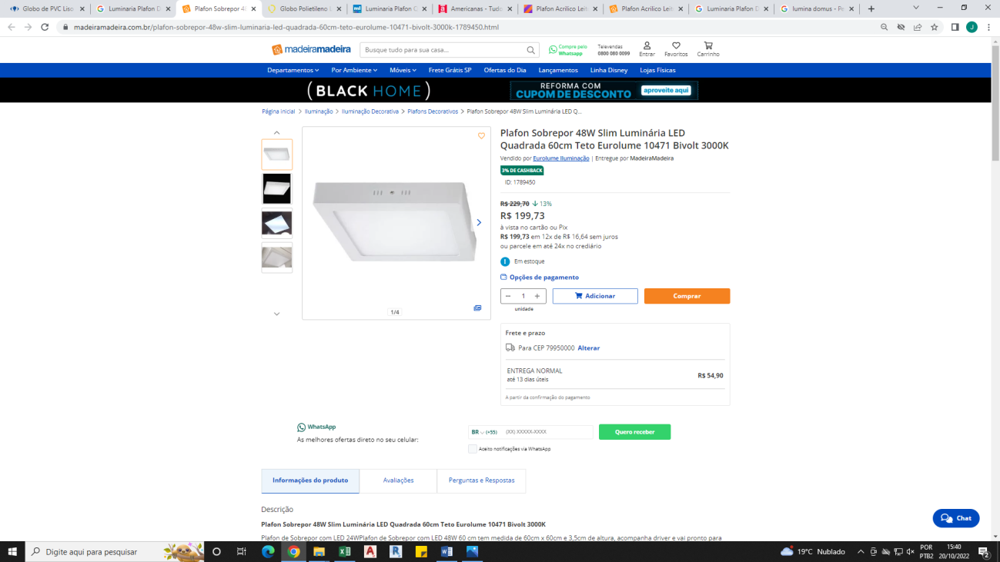 Globo de PVC Liso
Luminaria Plafon D
Plafon Sobrepor 48
Globo Polietileno L
Luminaria Plafon C
Americanas - Tudo
Plafon Acrilico Leit
Plafon Acrilico Leit
Luminaria Plafon D
lumina domus - Pe
madeiramadeira.com.br/plafon-sobrepor-48w-slim-luminaria-led-quadrada-60cm-teto-eurolume-10471-bivolt-3000k-1789450.html
J
madeiramadeira
Busque tudo para sua casa...
Compre pelo
Whatsapp
Televendas
0800 080 0099
Entrar
Favoritos
Carrinho
Departamentos
Por Ambiente
Móveis
Frete Grátis SP
Ofertas do Dia
Lançamentos
Linha Disney
Lojas Físicas
(BLACK HOME)
REFORMA COM
CUPOM DE DESCONTO
aproveite aqui
Página inicial > Iluminação > Iluminação Decorativa > Plafons Decorativos > Plafon Sobrepor 48W Slim Luminária LED Q...
Plafon Sobrepor 48W Slim Luminária LED
Quadrada 60cm Teto Eurolume 10471 Bivolt 3000K
Vendido por Eurolume Iluminação | Entregue por MadeiraMadeira
3% DE CASHBACK
ID: 1789450
R$ 229,70 13%
R$ 199,73
à vista no cartão ou Pix
R$ 199,73 em 12x de R$ 16,64 sem juros
ou parcele em até 24x no crediário
Em estoque
Opções de pagamento
− 1 +
Adicionar
Comprar
unidade
1/4
Frete e prazo
Para CEP 79950000 Alterar
ENTREGA NORMAL
até 13 dias úteis
R$ 54,90
A partir da confirmação do pagamento
WhatsApp
As melhores ofertas direto no seu celular:
BR (+55) (XX) XXXXX-XXXX
Quero receber
Aceito notificações via WhatsApp
Informações do produto
Avaliações
Perguntas e Respostas
Descrição
Plafon Sobrepor 48W Slim Luminária LED Quadrada 60cm Teto Eurolume 10471 Bivolt 3000K
Plafon de Sobrepor com LED 24WPlafon de Sobrepor com LED 48W 60 cm tem medida de 60cm x 60cm e 3,5cm de altura, acompanha driver e vai pronto para
Chat
Digite aqui para pesquisar
19°C Nublado
POR
PTB2
15:40
20/10/2022
2